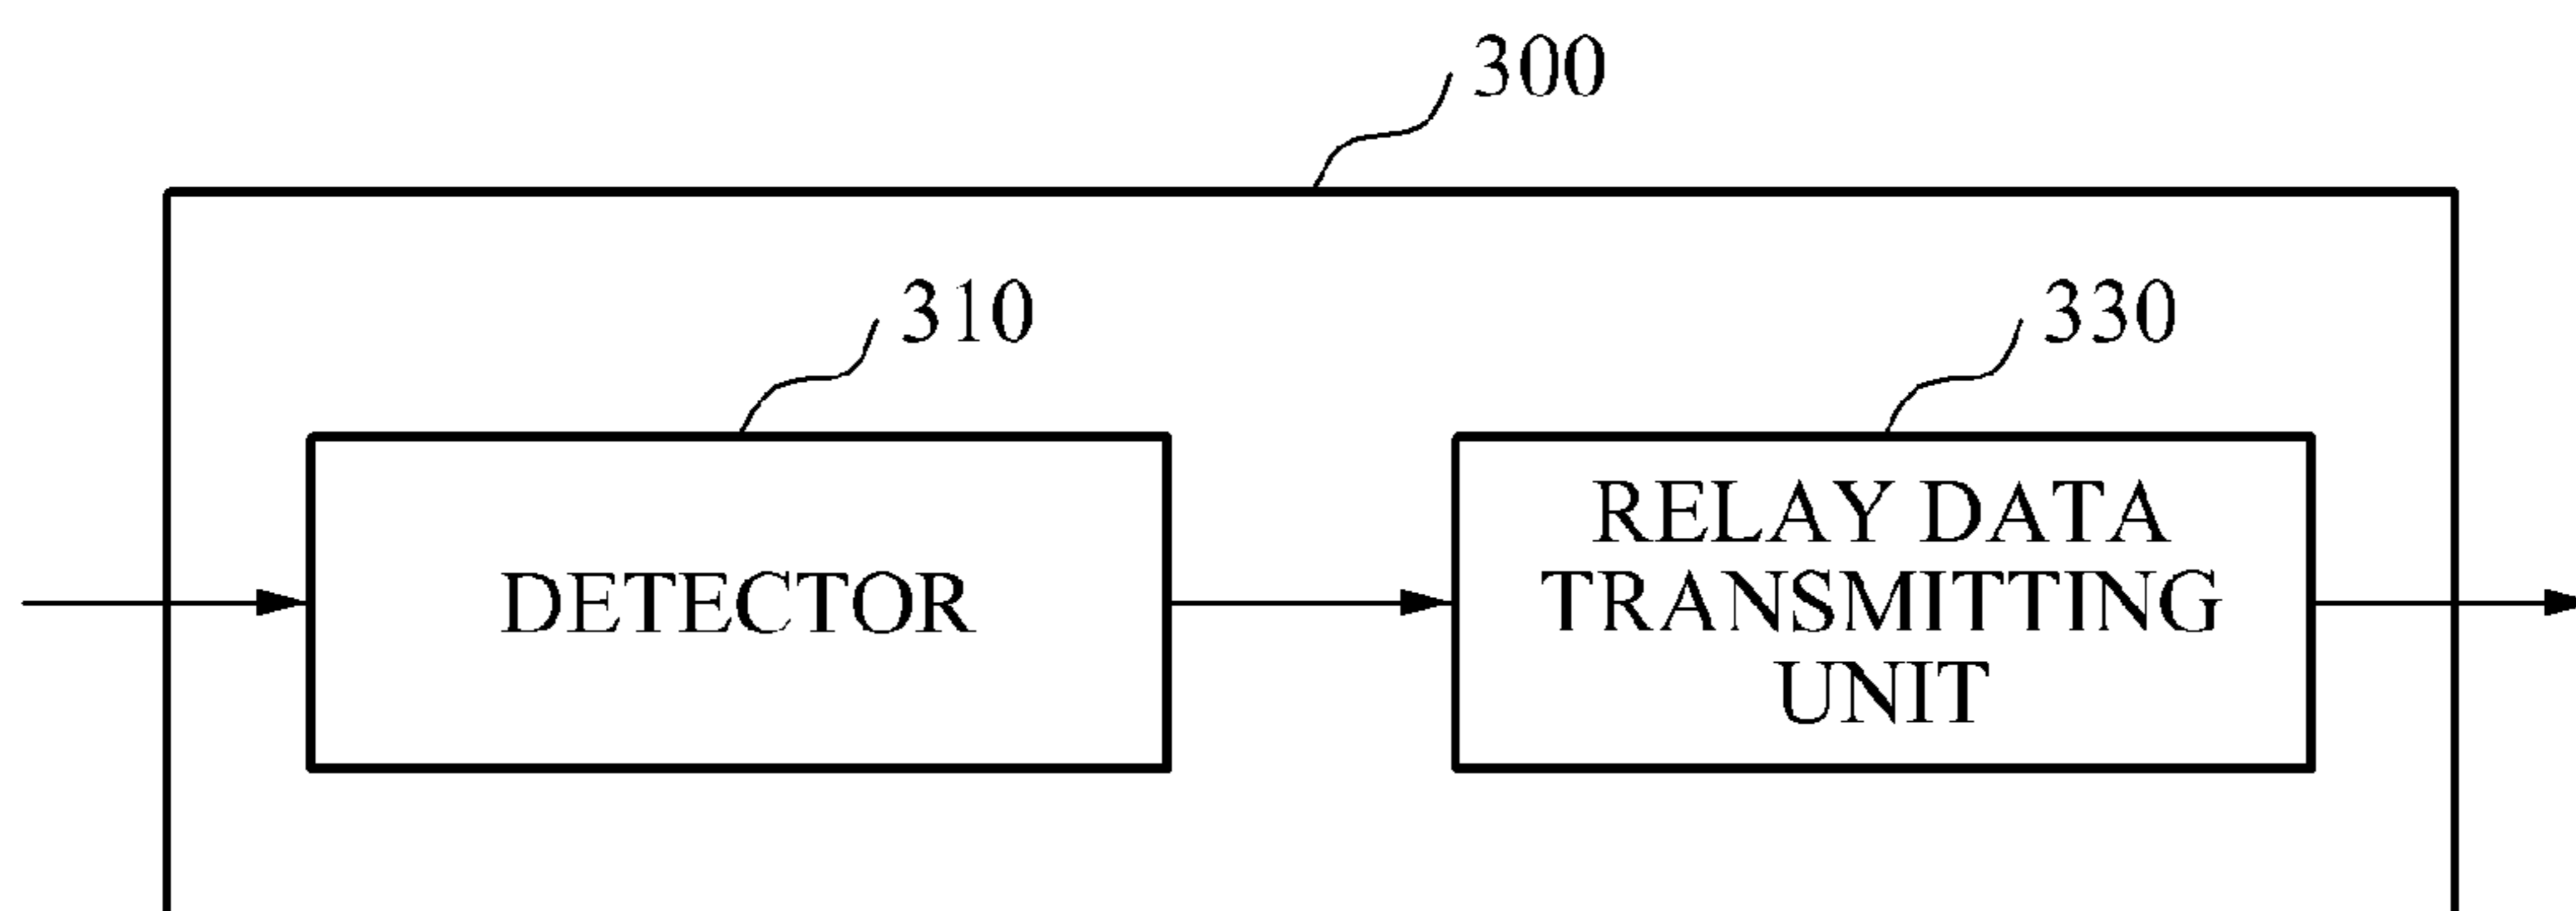 300
310
330
DETECTOR
RELAY DATA
TRANSMITTING
UNIT